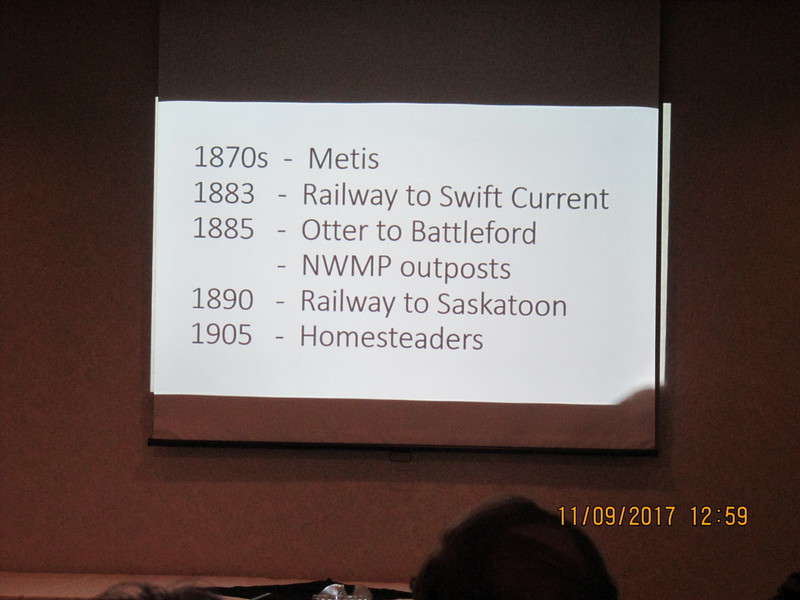 1870s - Metis
1883 - Railway to Swift Current
1885 - Otter to Battleford
- NWMP outposts
1890 - Railway to Saskatoon
1905 - Homesteaders
11/09/2017 12:59